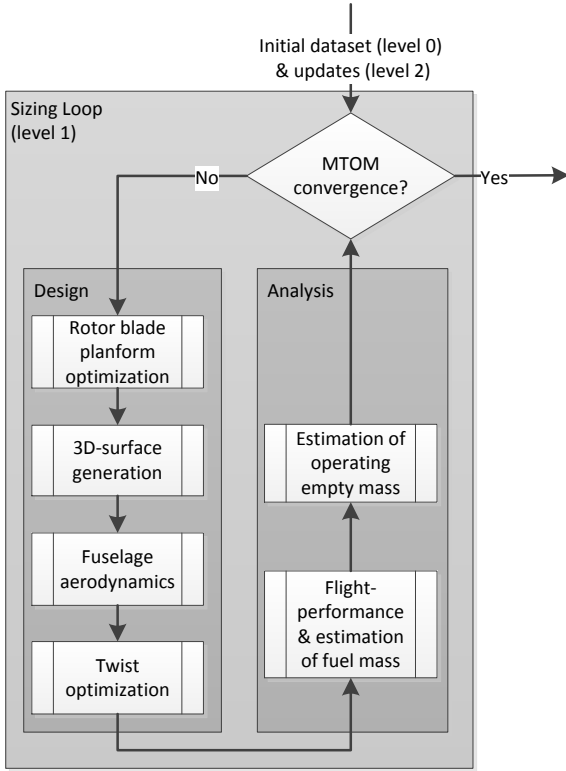 Initial dataset (level 0)
& updates (level 2)
Sizing Loop
(level 1)
MTOM
convergence?
No
Yes
Design
Rotor blade
planform
optimization
3D-surface
generation
Fuselage
aerodynamics
Twist
optimization
Analysis
Estimation of
operating
empty mass
Flight-
performance
& estimation
of fuel mass